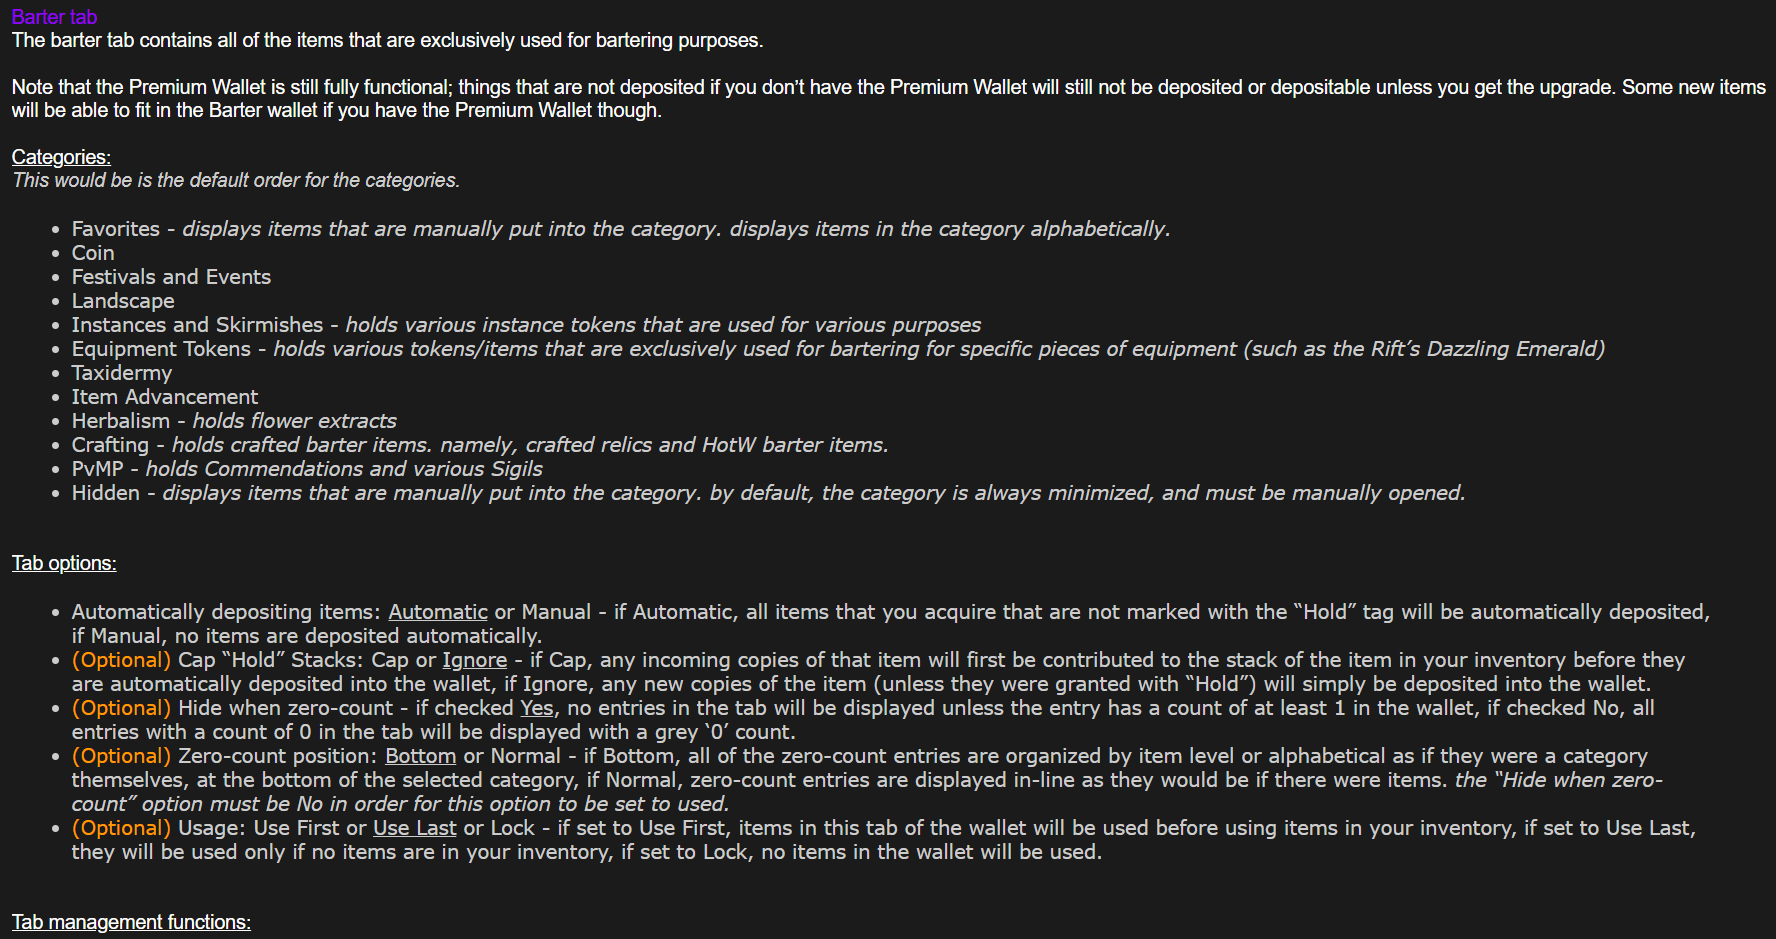 Barter tab
The barter tab contains all of the items that are exclusively used for bartering purposes.
Note that the Premium Wallet is still fully functional; things that are not deposited if you don’t have the Premium Wallet will still not be deposited or depositable unless you get the upgrade. Some new items
will be able to fit in the Barter wallet if you have the Premium Wallet though.
Categories:
This would be is the default order for the categories.
• Favorites - displays items that are manually put into the category. displays items in the category alphabetically.
• Coin
• Festivals and Events
• Landscape
• Instances and Skirmishes - holds various instance tokens that are used for various purposes
• Equipment Tokens - holds various tokens/items that are exclusively used for bartering for specific pieces of equipment (such as the Rift’s Dazzling Emerald)
• Taxidermy
• Item Advancement
• Herbalism - holds flower extracts
• Crafting - holds crafted barter items. namely, crafted relics and HotW barter items.
• PvMP - holds Commendations and various Sigils
• Hidden - displays items that are manually put into the category. by default, the category is always minimized, and must be manually opened.
Tab options:
• Automatically depositing items: Automatic or Manual - if Automatic, all items that you acquire that are not marked with the “Hold” tag will be automatically deposited,
if Manual, no items are deposited automatically.
• (Optional) Cap “Hold” Stacks: Cap or Ignore - if Cap, any incoming copies of that item will first be contributed to the stack of the item in your inventory before they
are automatically deposited into the wallet, if Ignore, any new copies of the item (unless they were granted with “Hold”) will simply be deposited into the wallet.
• (Optional) Hide when zero-count - if checked Yes, no entries in the tab will be displayed unless the entry has a count of at least 1 in the wallet, if checked No, all
entries with a count of 0 in the tab will be displayed with a grey ‘0’ count.
• (Optional) Zero-count position: Bottom or Normal - if Bottom, all of the zero-count entries are organized by item level or alphabetical as if they were a category
themselves, at the bottom of the selected category, if Normal, zero-count entries are displayed in-line as they would be if there were items. the “Hide when zero-
count” option must be No in order for this option to be set to used.
• (Optional) Usage: Use First or Use Last or Lock - if set to Use First, items in this tab of the wallet will be used before using items in your inventory, if set to Use Last,
they will be used only if no items are in your inventory, if set to Lock, no items in the wallet will be used.
Tab management functions: